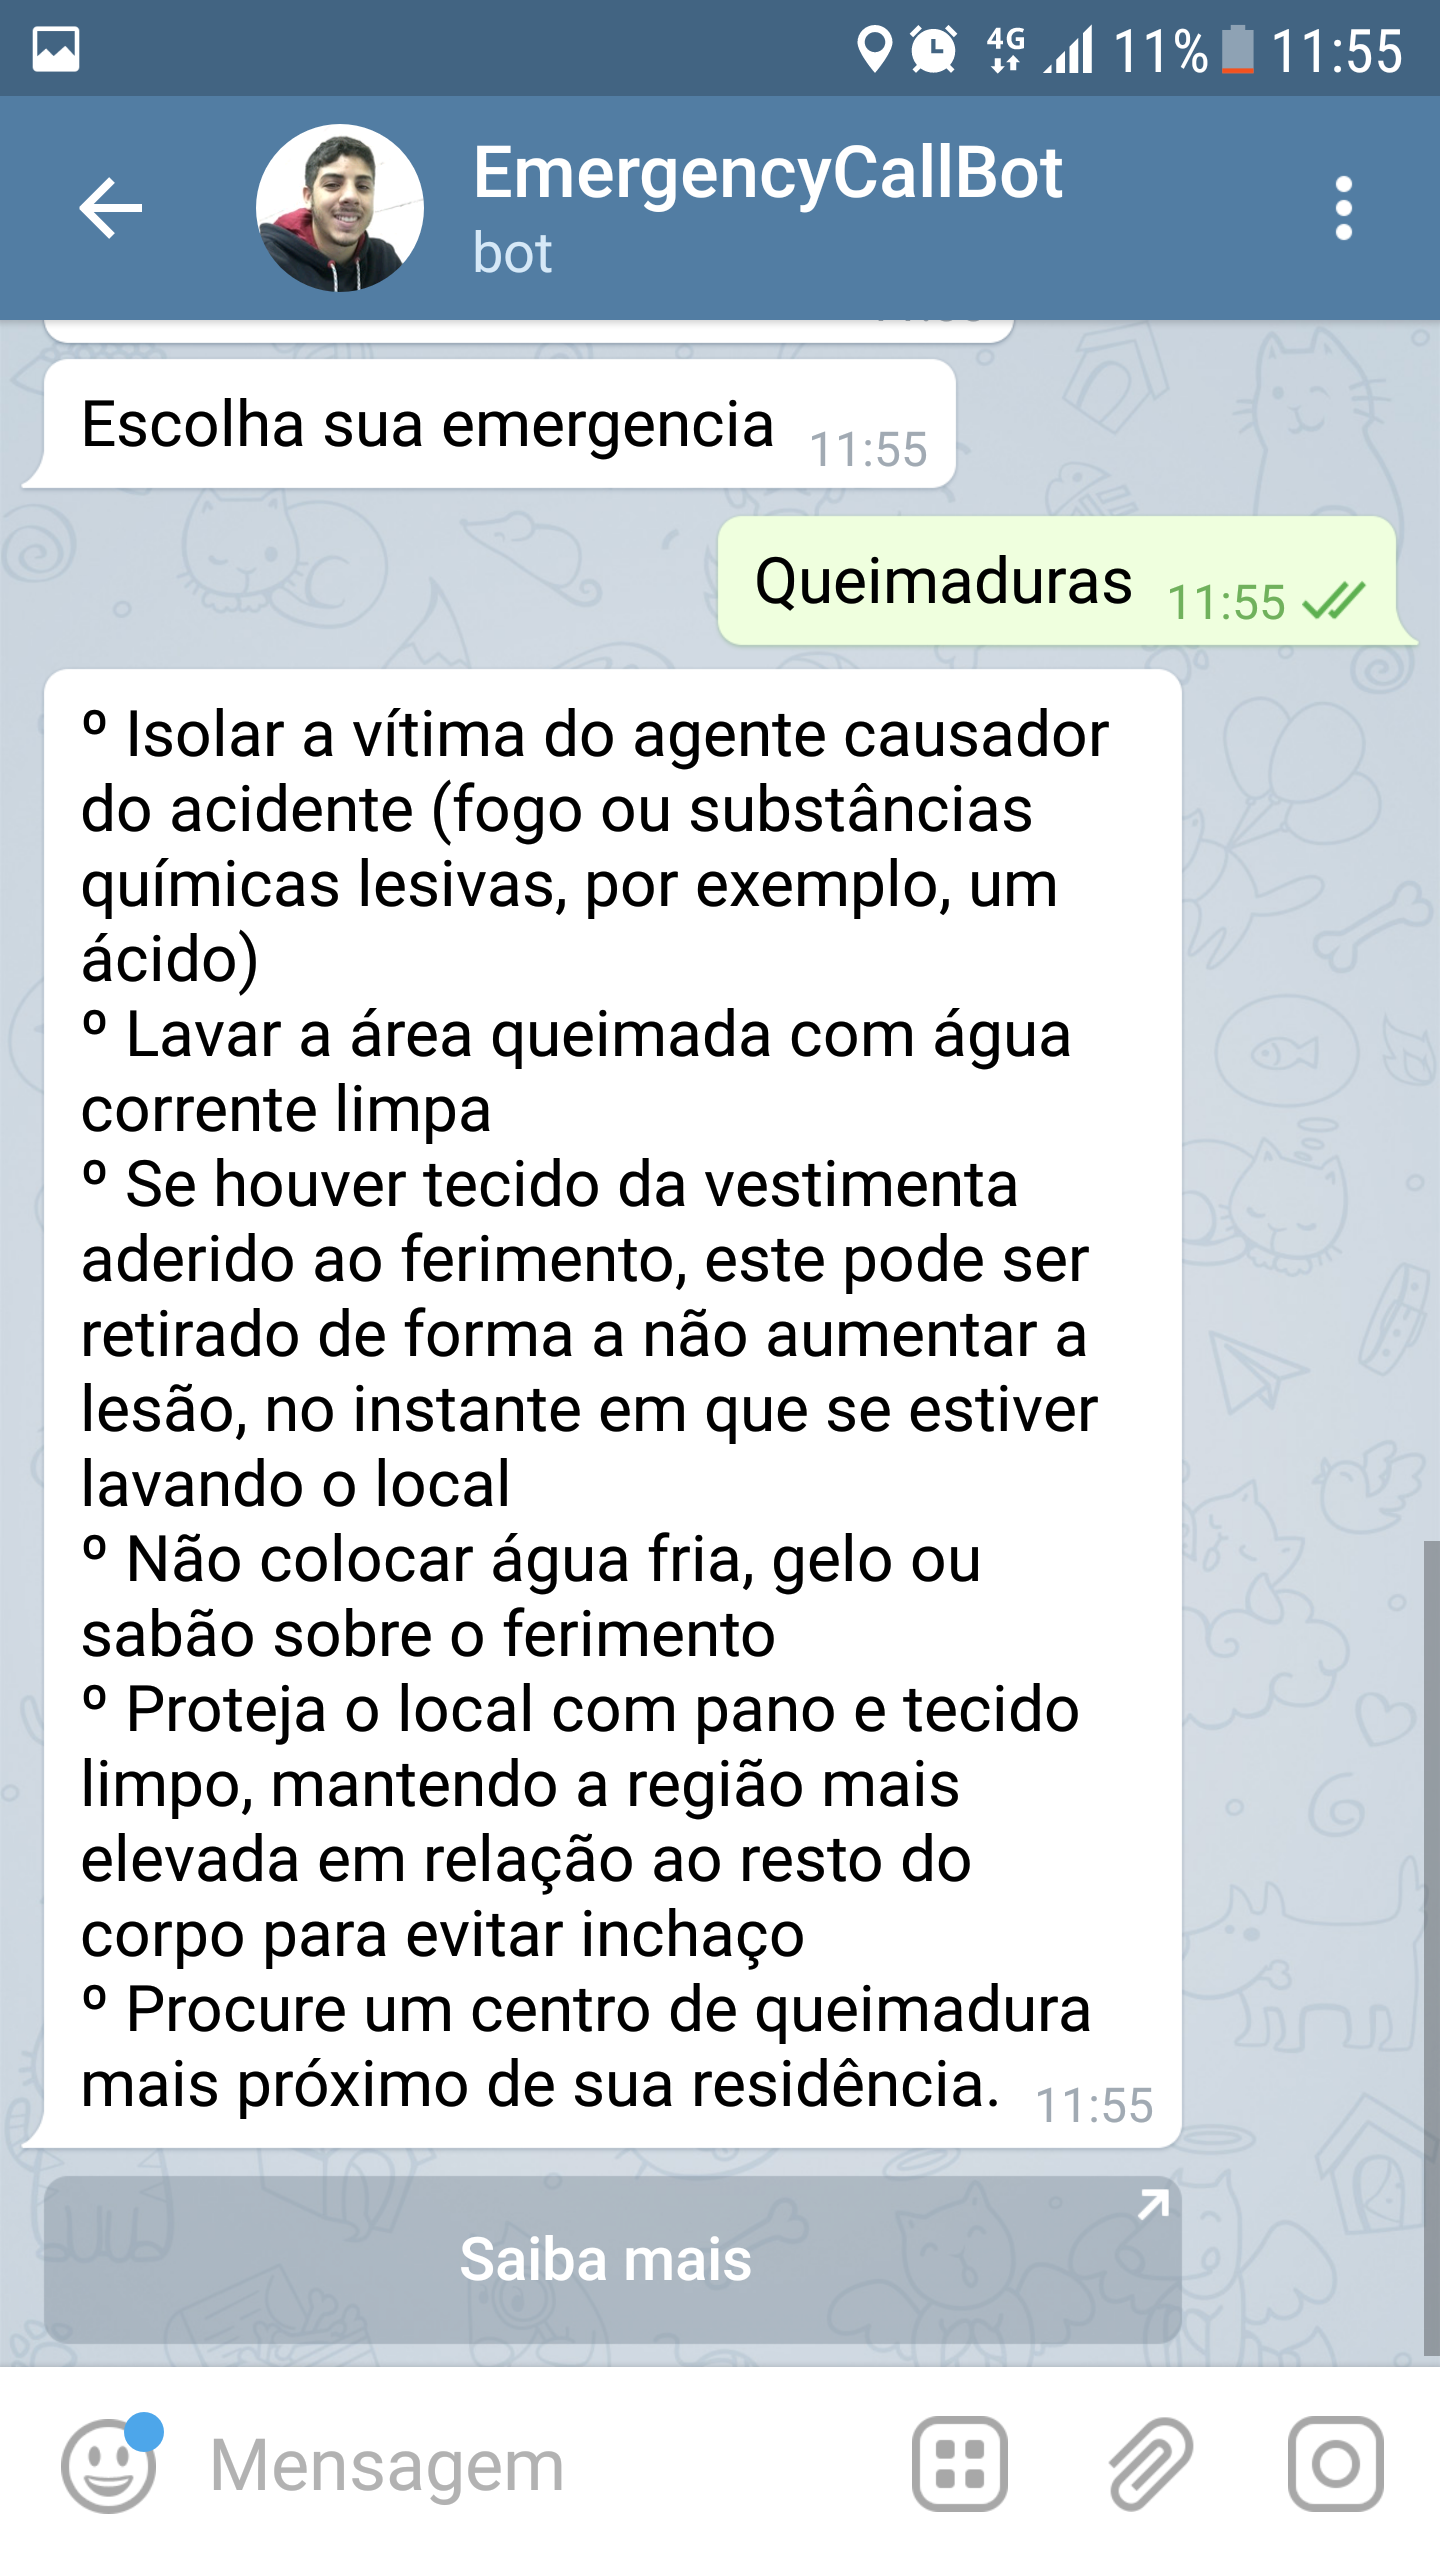 4G 11% 11:55
EmergencyCallBot
bot
Escolha sua emergencia 11:55
Queimaduras 11:55
º Isolar a vítima do agente causador
do acidente (fogo ou substâncias
químicas lesivas, por exemplo, um
ácido)
º Lavar a área queimada com água
corrente limpa
º Se houver tecido da vestimenta
aderido ao ferimento, este pode ser
retirado de forma a não aumentar a
lesão, no instante em que se estiver
lavando o local
º Não colocar água fria, gelo ou
sabão sobre o ferimento
º Proteja o local com pano e tecido
limpo, mantendo a região mais
elevada em relação ao resto do
corpo para evitar inchaço
º Procure um centro de queimadura
mais próximo de sua residência. 11:55
Saiba mais
Mensagem